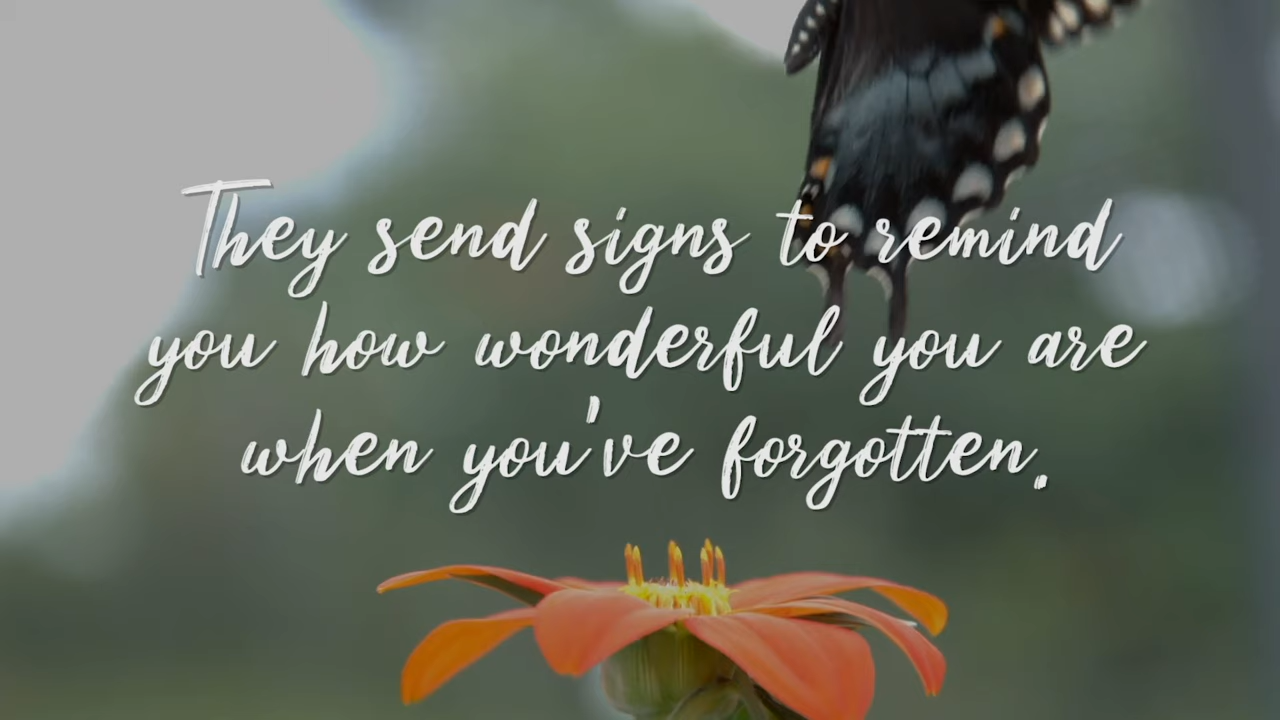 They send signs to remind
you how wonderful you are
when you've forgotten.